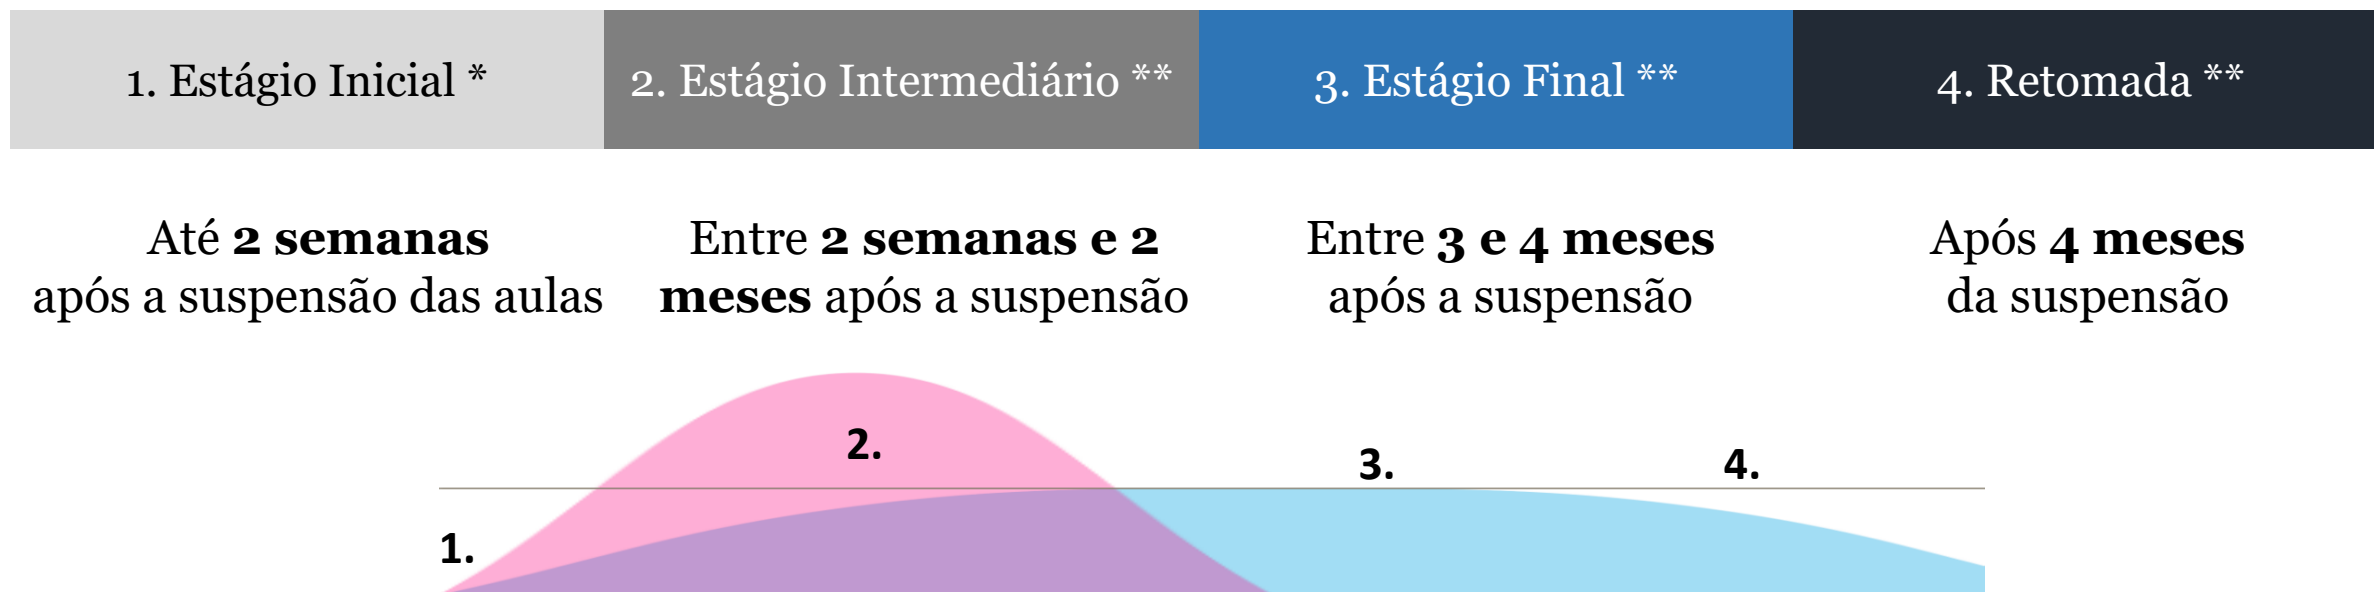 1. Estágio Inicial *
2. Estágio Intermediário **
3. Estágio Final **
4. Retomada **
Até 2 semanas
após a suspensão das aulas
Entre 2 semanas e 2
meses após a suspensão
Entre 3 e 4 meses
após a suspensão
Após 4 meses
da suspensão
2.
3.
4.
1.